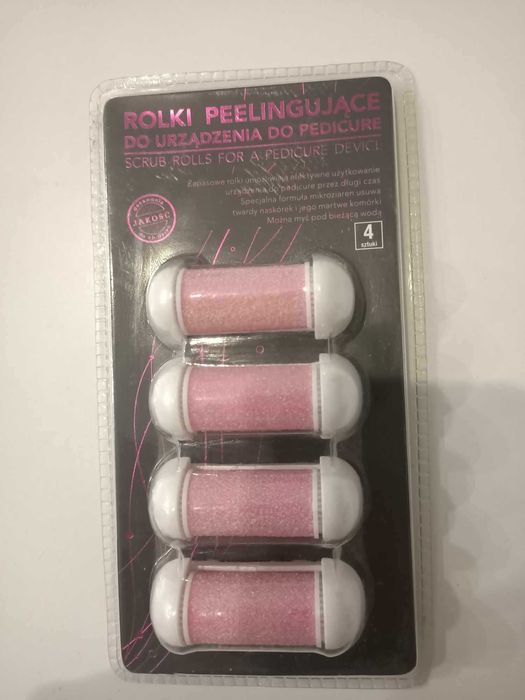 ROLKI PEELINGUJĄCE
DO URZĄDZENIA DO PEDICURE
SCRUB ROLLS FOR A PEDICURE DEVICE
Zapasowe rolki umożliwiają efektywne użytkowanie
urządzenia do pedicure przez długi czas
Specjalna formuła mikroziaren usuwa
twardy naskórek i jego martwe komórki
Można myć pod bieżącą wodą
JAKOŚĆ
4
sztuki